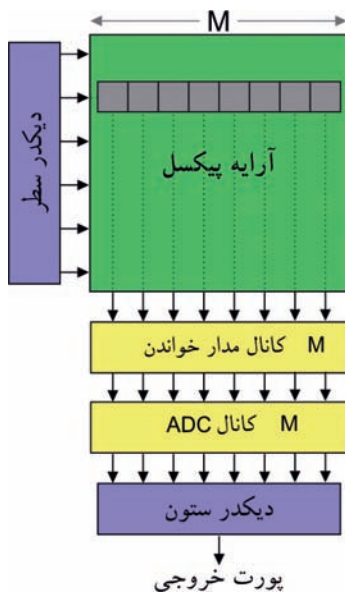 M
دیکدر سطر
آرایه پیکسل
M کانال مدار خواندن
M کانال ADC
دیکدر ستون
پورت خروجی